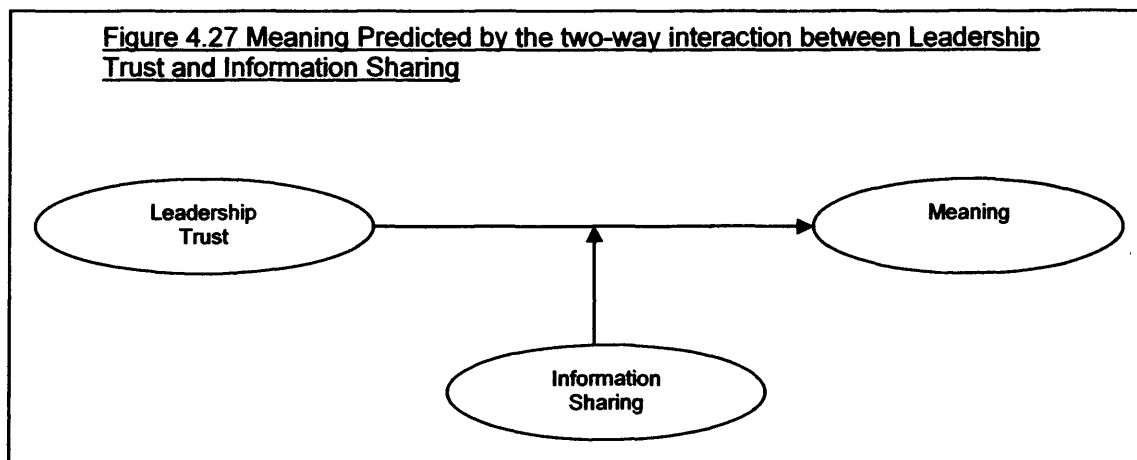 Figure 4.27 Meaning Predicted by the two-way interaction between Leadership
Trust and Information Sharing
Leadership
Trust
Meaning
Information
Sharing